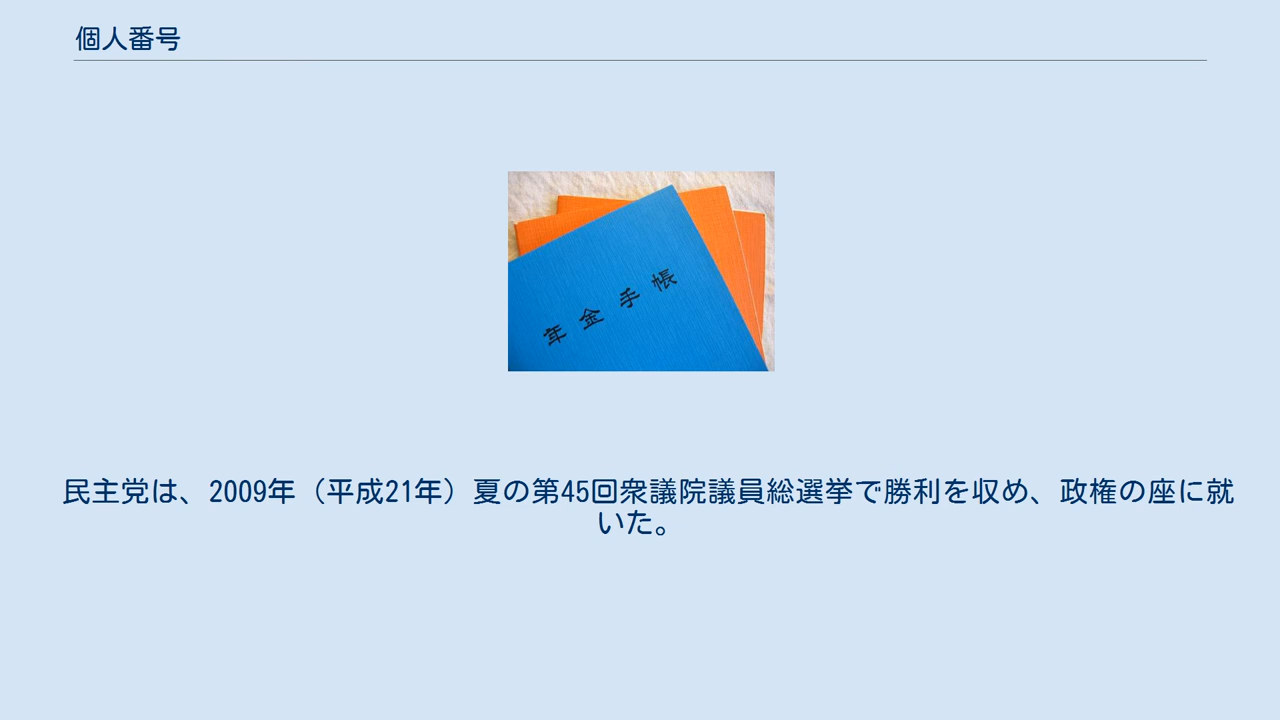 個人番号
年金手帳
民主党は、2009年（平成21年）夏の第45回衆議院議員総選挙で勝利を収め、政権の座に就
いた。